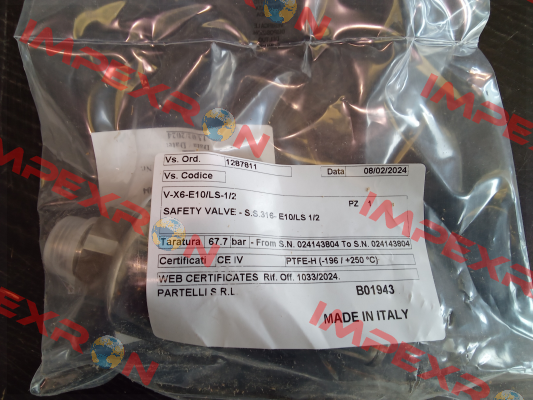 IMPEXRON
IMPEXRON
Vs. Ord. 1287811 Data 08/02/2024
Vs. Codice
V-X6-E10/LS-1/2
SAFETY VALVE - S.S.316- E10/LS 1/2 PZ 1
Taratura 67.7 bar - From S.N. 024143804 To S.N. 024143804
Certificati CE IV PTFE-H (-196 / +250 °C)
WEB CERTIFICATES Rif. Off. 1033/2024.
PARTELLI S R L B01943
MADE IN ITALY